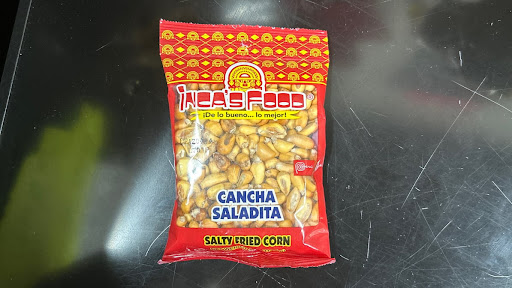 INCA'S FOOD®
¡De lo bueno... lo mejor!
CANCHA
SALADITA
SALTY FRIED CORN